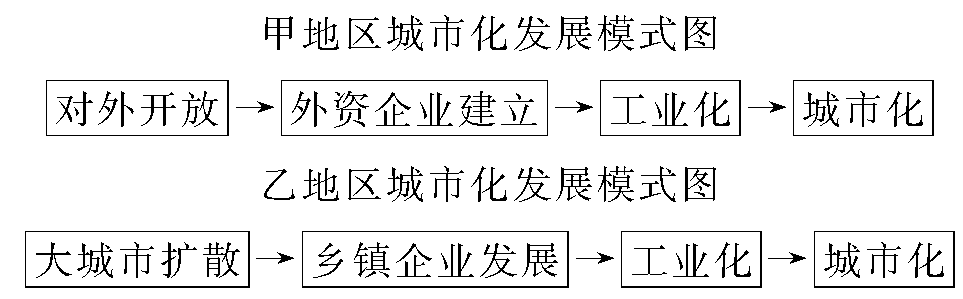 甲地区城市化发展模式图
对外开放 → 外资企业建立 → 工业化 → 城市化
乙地区城市化发展模式图
大城市扩散 → 乡镇企业发展 → 工业化 → 城市化